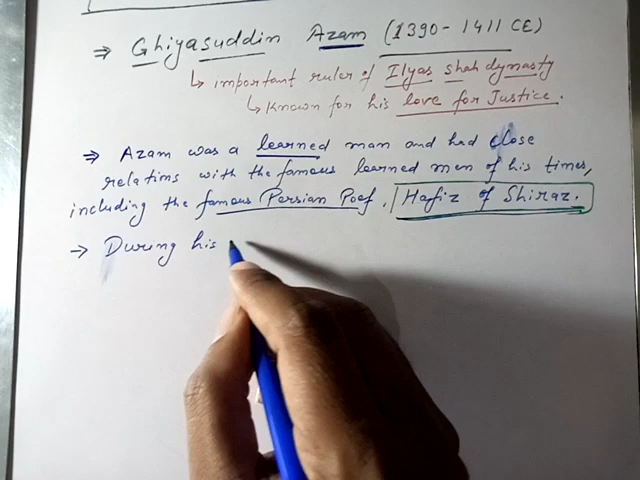 ⇒ Ghiyasuddin Azam (1390-1411 CE)
↳ important ruler of Ilyas shah dynasty
↳ Known for his love for Justice.
⇒ Azam was a learned man and had close
relations with the famous learned men of his times,
including the famous Persian Poet, Hafiz of Shiraz.
→ During his